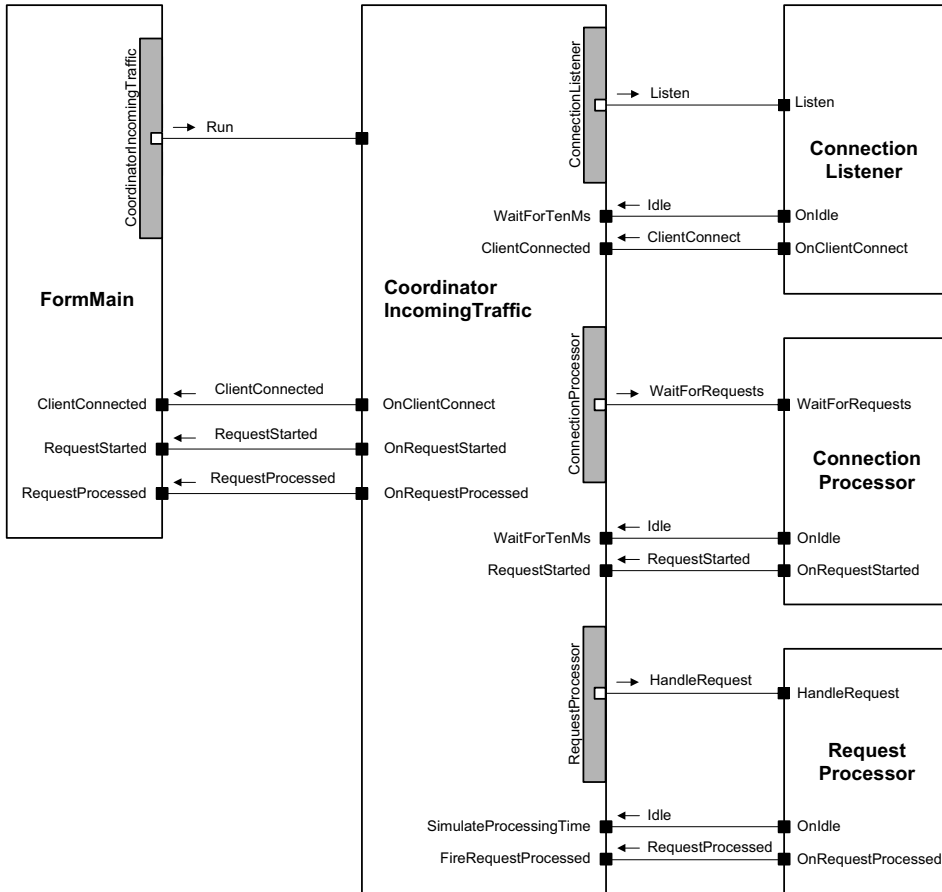 CoordinatorIncomingTraffic
Run
FormMain
ClientConnected
RequestStarted
RequestProcessed
ClientConnected
RequestStarted
RequestProcessed
Coordinator
IncomingTraffic
OnClientConnect
OnRequestStarted
OnRequestProcessed
ConnectionListener
Listen
Listen
Connection
Listener
WaitForTenMs
Idle
OnIdle
ClientConnected
ClientConnect
OnClientConnect
ConnectionProcessor
WaitForRequests
WaitForRequests
Connection
Processor
WaitForTenMs
Idle
OnIdle
RequestStarted
RequestStarted
OnRequestStarted
RequestProcessor
HandleRequest
HandleRequest
Request
Processor
SimulateProcessingTime
Idle
OnIdle
FireRequestProcessed
RequestProcessed
OnRequestProcessed